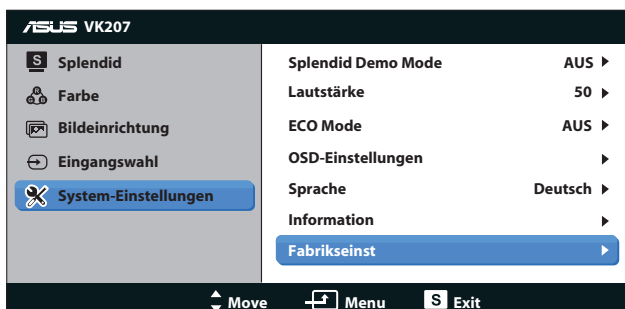 ASUS VK207
S Splendid
Farbe
Bildeinrichtung
Eingangswahl
System-Einstellungen
Splendid Demo Mode AUS
Lautstärke 50
ECO Mode AUS
OSD-Einstellungen
Sprache Deutsch
Information
Fabrikseinst
Move Menu S Exit